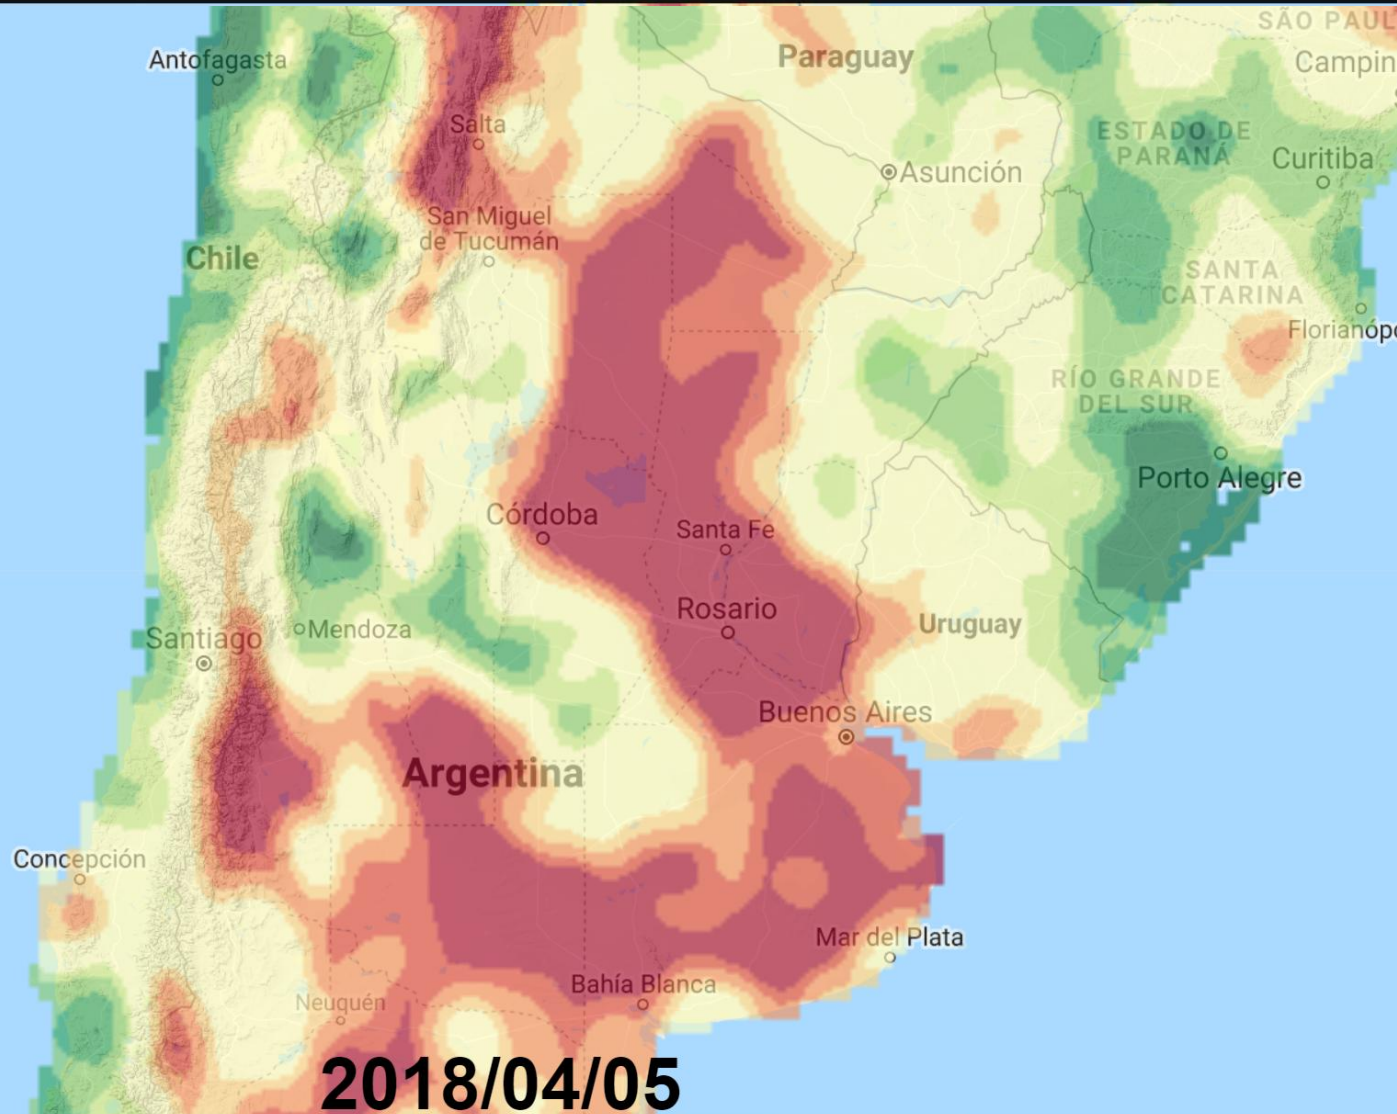 SÃO PAUL
Antofagasta
Paraguay
Campin
Salta
ESTADO DE
PARANÁ
Curitiba
Asunción
San Miguel
de Tucumán
Chile
SANTA
CATARINA
Florianópo
RÍO GRANDE
DEL SUR
Porto Alegre
Córdoba
Santa Fe
Rosario
Uruguay
Santiago
Mendoza
Buenos Aires
Argentina
Concepción
Mar del Plata
Bahía Blanca
Neuquén
2018/04/05